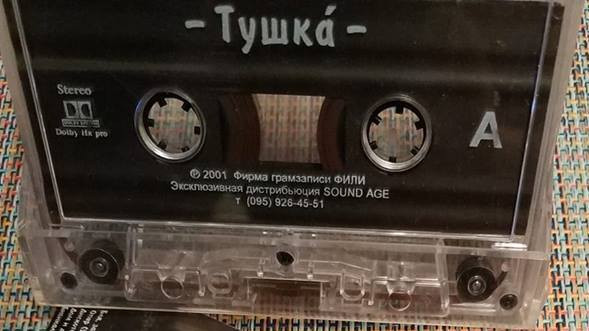 - Тушка́ -
Stereo
Dolby Hx pro
A
℗ 2001 Фирма грамзаписи ФИЛИ
Эксклюзивная дистрибьюция SOUND AGE
т (095) 926-45-51